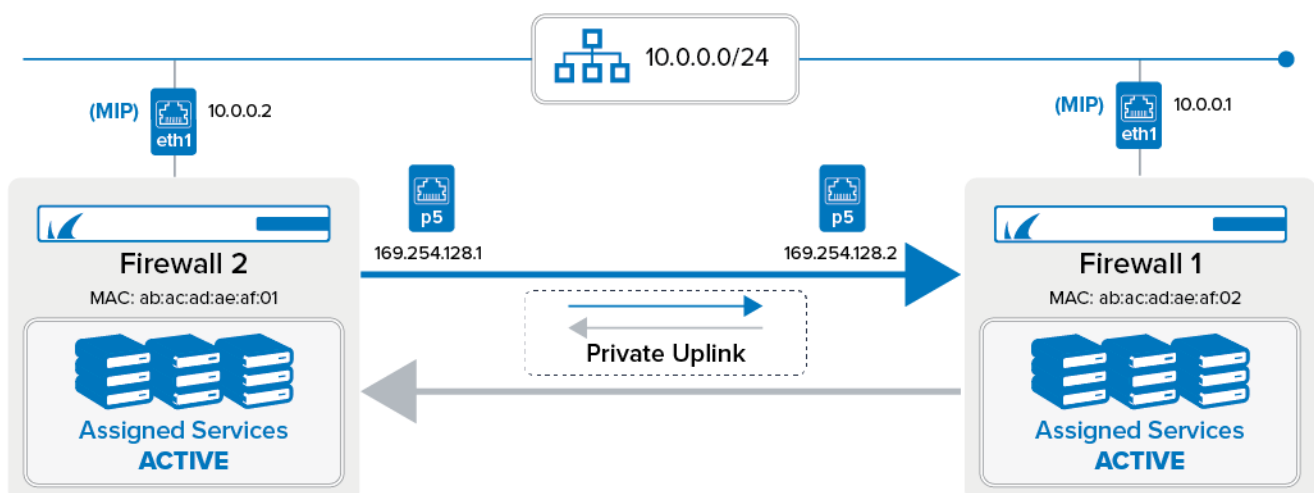 10.0.0.0/24
(MIP)
eth1
10.0.0.2
(MIP)
eth1
10.0.0.1
p5
169.254.128.1
p5
169.254.128.2
Firewall 2
MAC: ab:ac:ad:ae:af:01
Firewall 1
MAC: ab:ac:ad:ae:af:02
Private Uplink
Assigned Services
ACTIVE
Assigned Services
ACTIVE